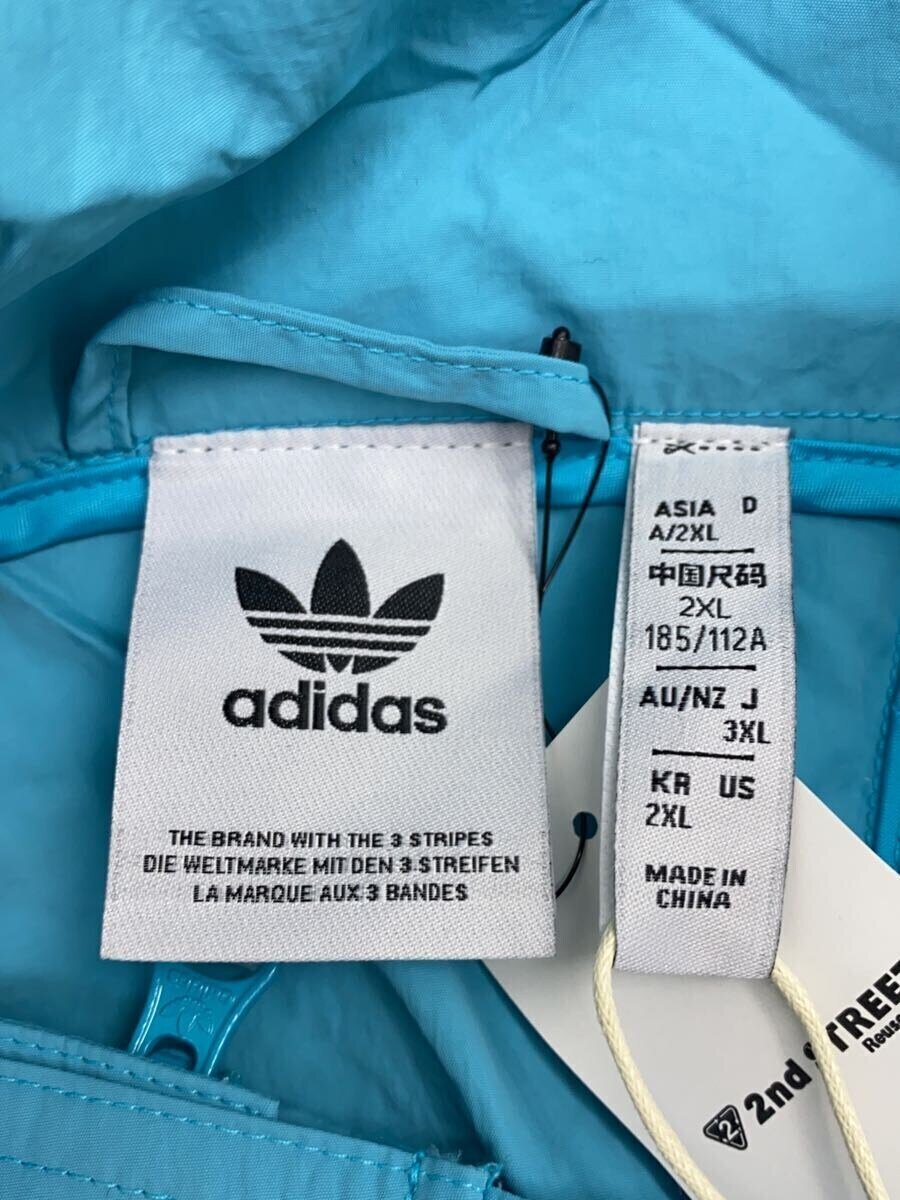 adidas
THE BRAND WITH THE 3 STRIPES
DIE WELTMARKE MIT DEN 3 STREIFEN
LA MARQUE AUX 3 BANDES
ASIA D
A/2XL
中国尺码
2XL
185/112A
AU/NZ J
3XL
KR US
2XL
MADE IN
CHINA
2nd STREET
Reuse